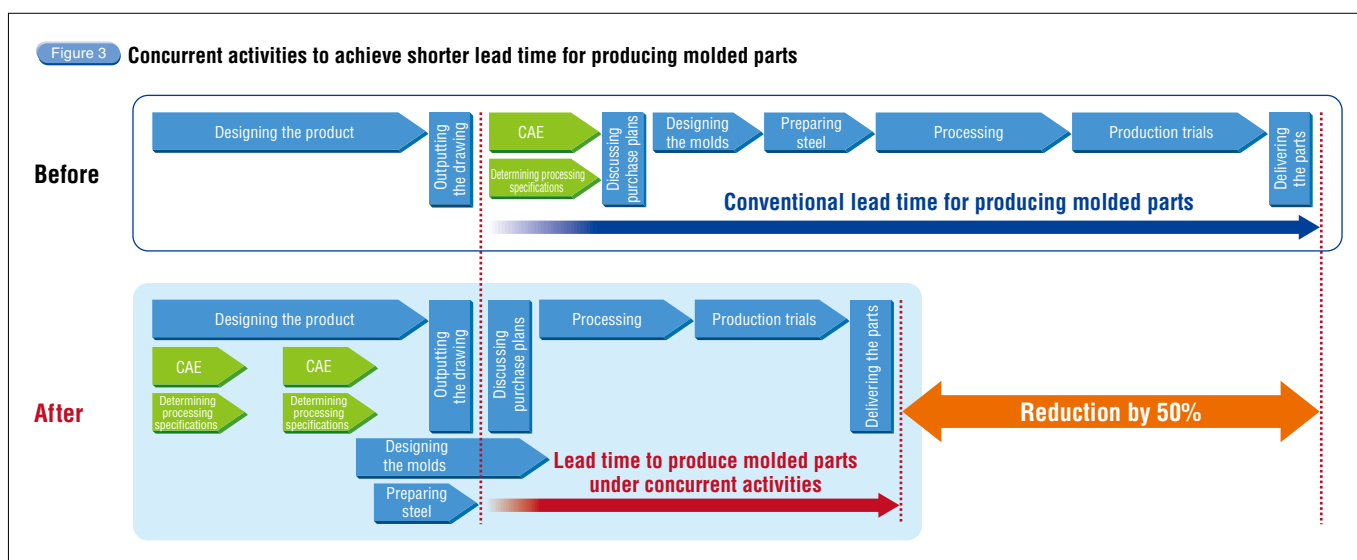 Figure 3 Concurrent activities to achieve shorter lead time for producing molded parts
Before
Designing the product
Outputting
the drawing
CAE
Determining processing
specifications
Discussing
purchase plans
Designing
the molds
Preparing
steel
Processing
Production trials
Delivering
the parts
Conventional lead time for producing molded parts
After
Designing the product
CAE
CAE
Determining
processing
specifications
Determining
processing
specifications
Outputting
the drawing
Discussing
purchase plans
Processing
Production trials
Delivering the parts
Designing
the molds
Preparing
steel
Lead time to produce molded parts
under concurrent activities
Reduction by 50%